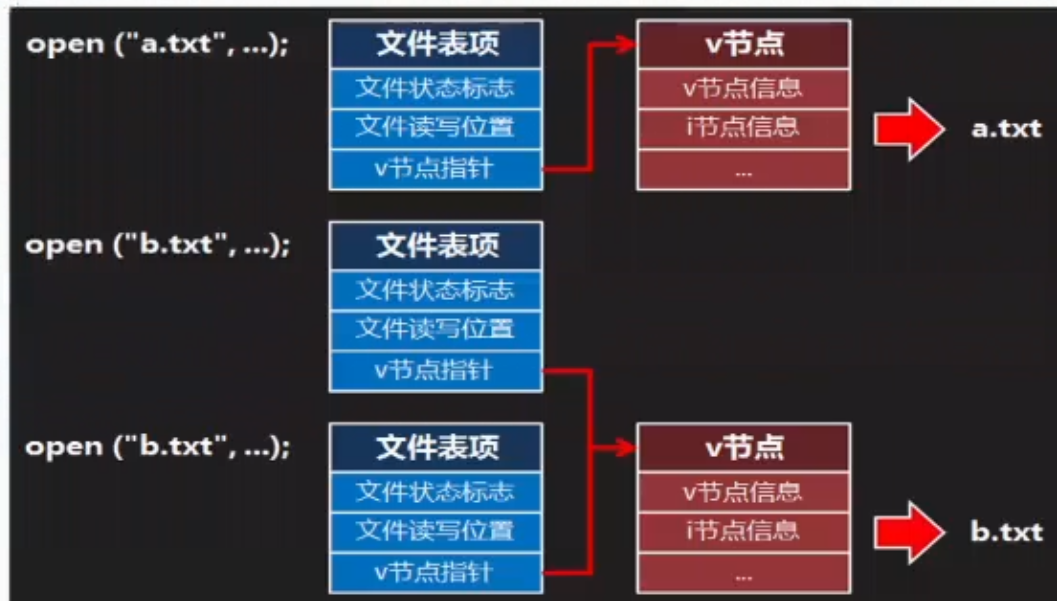 open ("a.txt", ...);
文件表项
文件状态标志
文件读写位置
v节点指针
v节点
v节点信息
i节点信息
...
a.txt
open ("b.txt", ...);
文件表项
文件状态标志
文件读写位置
v节点指针
open ("b.txt", ...);
文件表项
文件状态标志
文件读写位置
v节点指针
v节点
v节点信息
i节点信息
...
b.txt